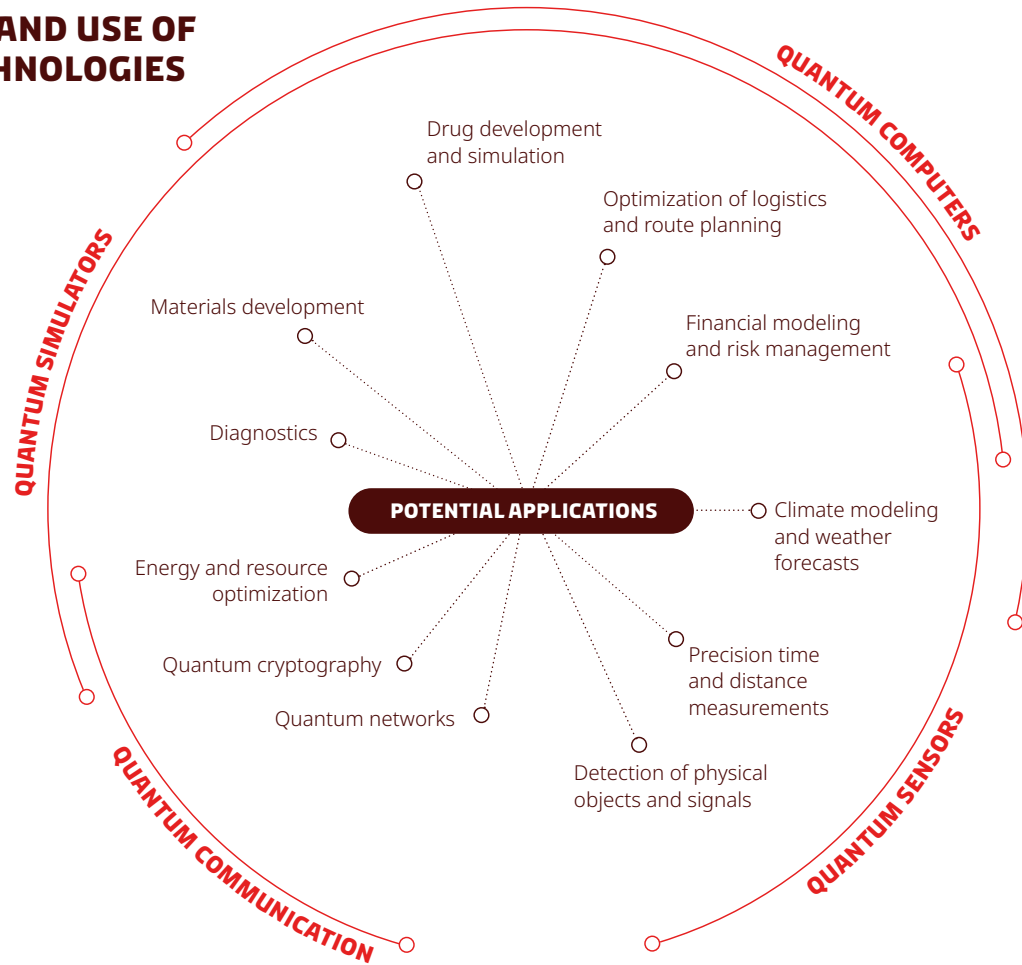 AND USE OF
HNOLOGIES
QUANTUM COMPUTERS
Drug development
and simulation
Optimization of logistics
and route planning
QUANTUM SIMULATORS
Materials development
Financial modeling
and risk management
Diagnostics
POTENTIAL APPLICATIONS
Climate modeling
and weather
forecasts
Energy and resource
optimization
Quantum cryptography
Precision time
and distance
measurements
Quantum networks
Detection of physical
objects and signals
QUANTUM COMMUNICATION
QUANTUM SENSORS